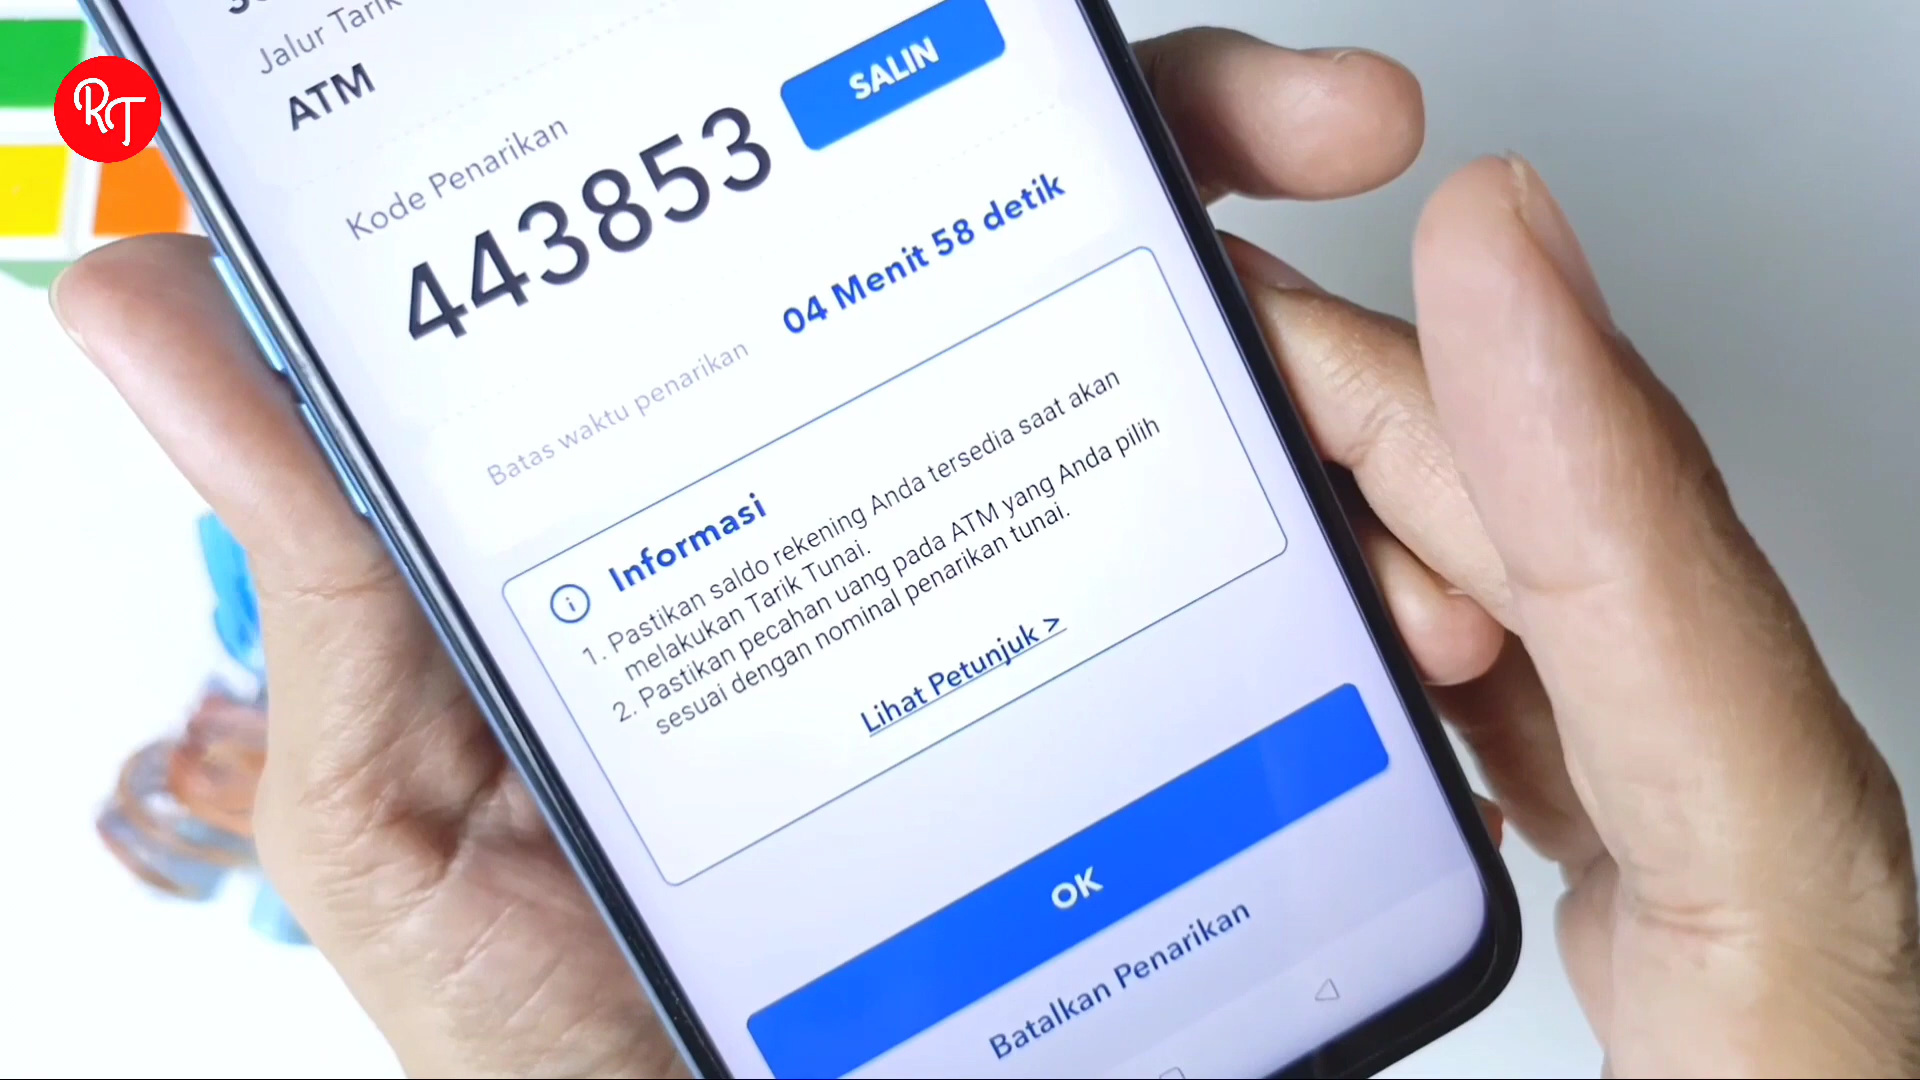 RT
Jalur Tarik
ATM
Kode Penarikan
443853
SALIN
Batas waktu penarikan
04 Menit 58 detik
Informasi
1. Pastikan saldo rekening Anda tersedia saat akan
melakukan Tarik Tunai.
2. Pastikan pecahan uang pada ATM yang Anda pilih
sesuai dengan nominal penarikan tunai.
Lihat Petunjuk >
OK
Batalkan Penarikan